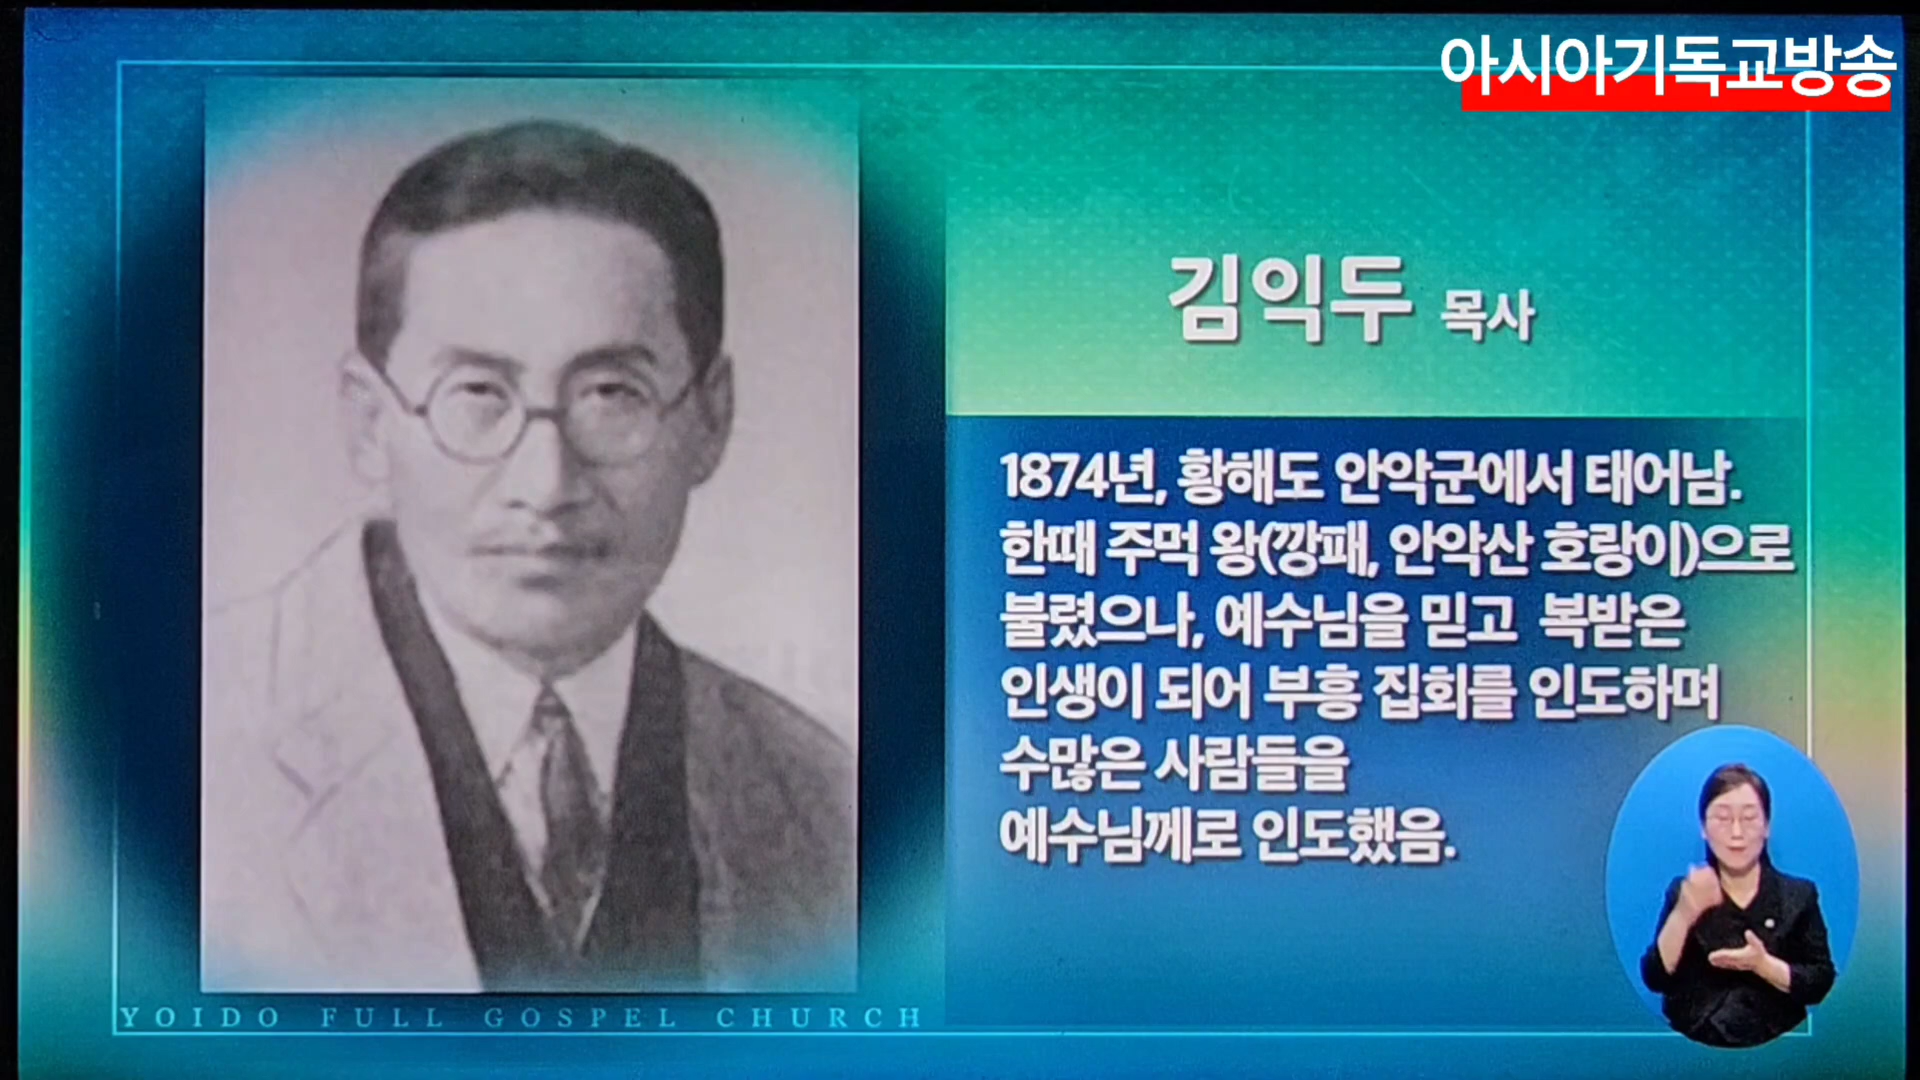 아시아기독교방송
김익두 목사
1874년, 황해도 안악군에서 태어남.
한때 주먹 왕(깡패, 안악산 호랑이)으로
불렸으나, 예수님을 믿고 복받은
인생이 되어 부흥 집회를 인도하며
수많은 사람들을
예수님께로 인도했음.
YOIDO FULL GOSPEL CHURCH